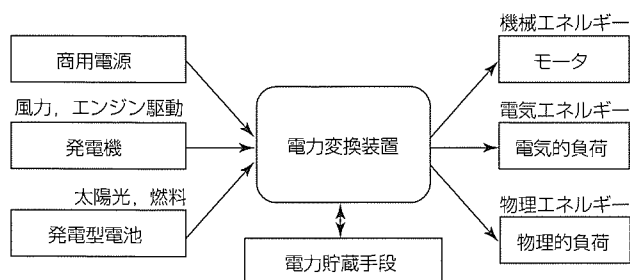 機械エネルギー
商用電源
モータ
風力，エンジン駆動
発電機
電力変換装置
電気エネルギー
電気的負荷
太陽光，燃料
発電型電池
物理エネルギー
物理的負荷
電力貯蔵手段